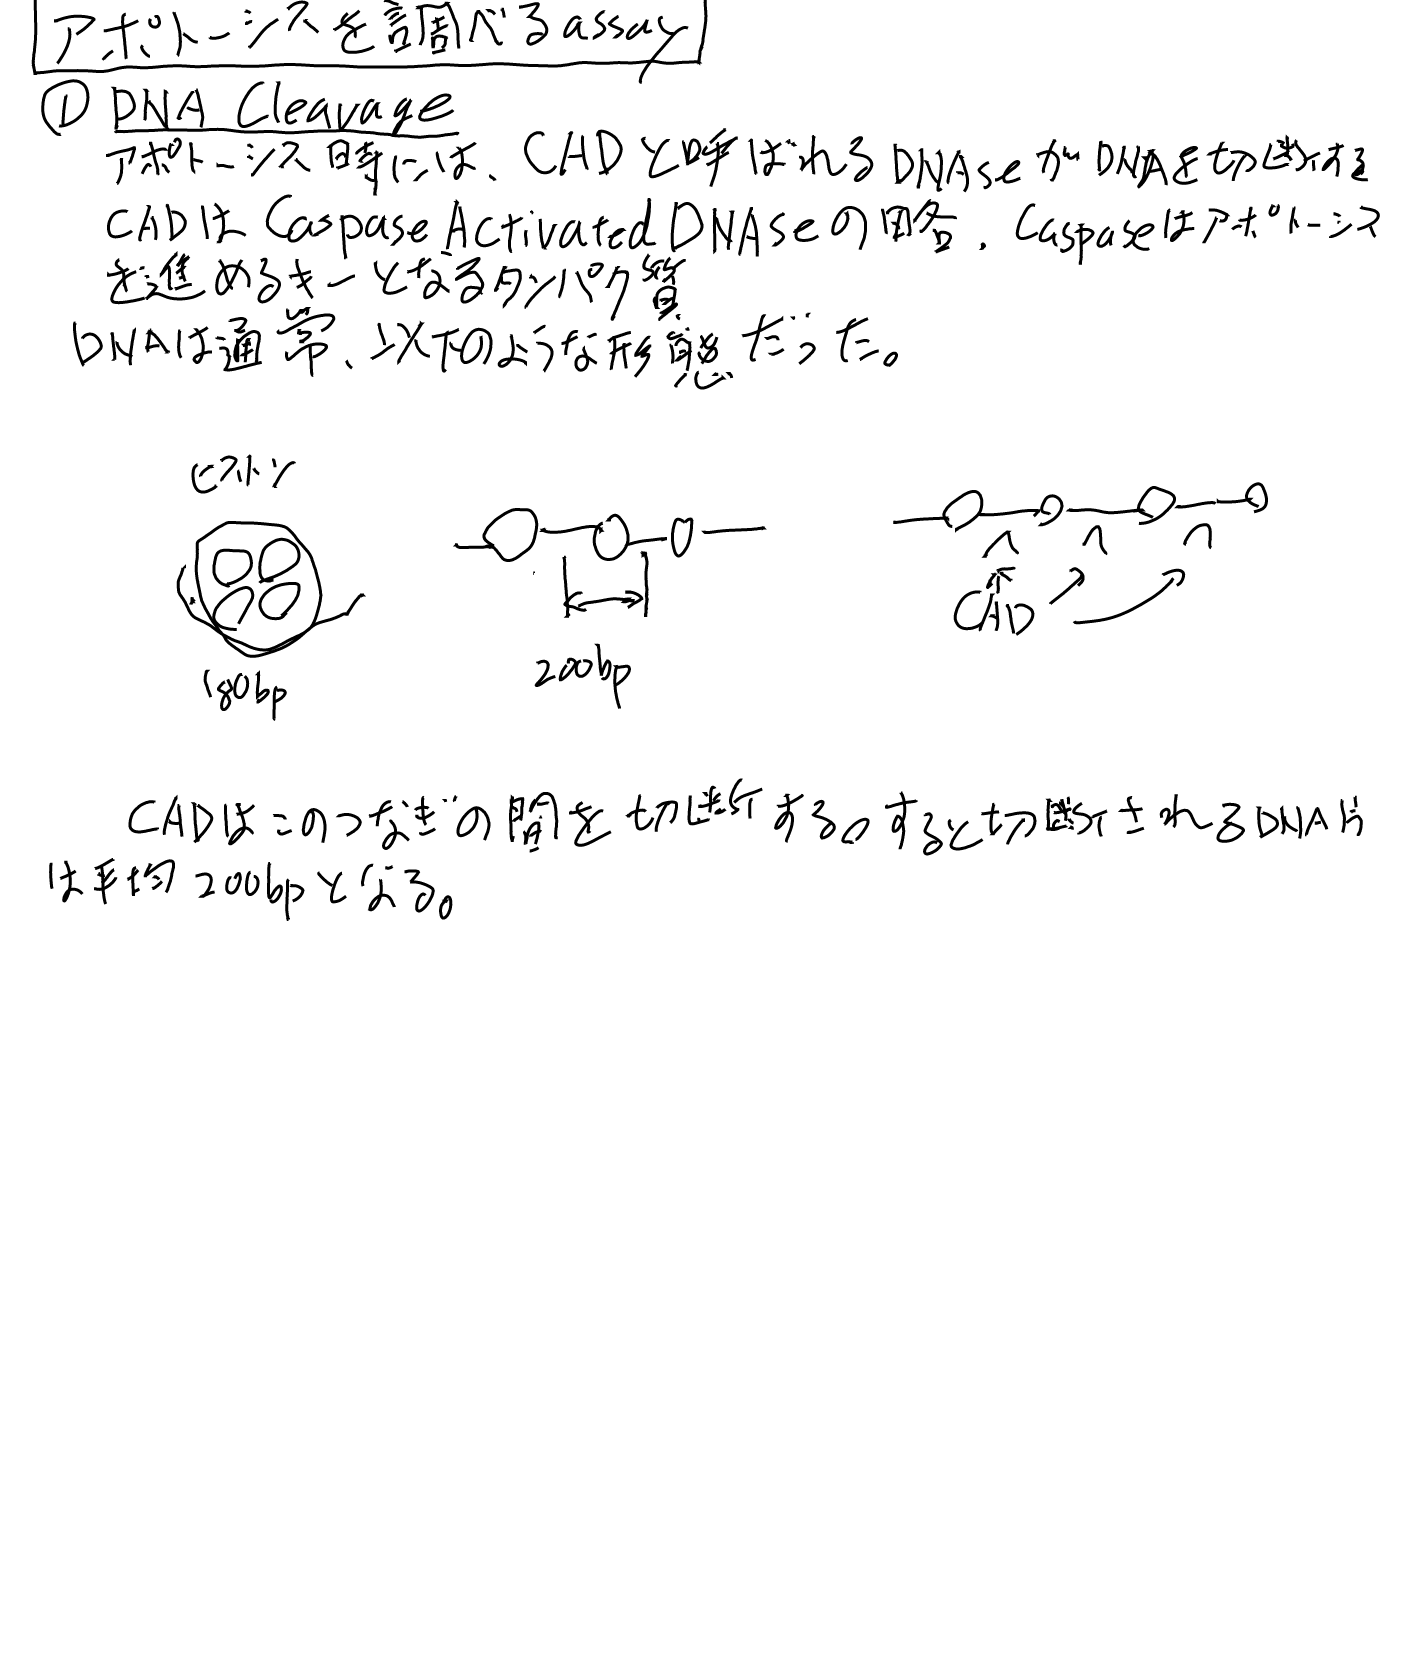 アポトーシスを調べるassay
① DNA Cleavage
アポトーシス時には、CADと呼ばれるDNAseがDNAを切断する
CADはCaspase Activated DNAseの略.Caspaseはアポトーシス
を進めるキーとなるタンパク質
DNAは通常、以下のような形態だった。
ヒストン
180bp
200bp
CAD
CADはこのつなぎの間を切断する。すると切断されるDNA片
は平均200bpとなる。